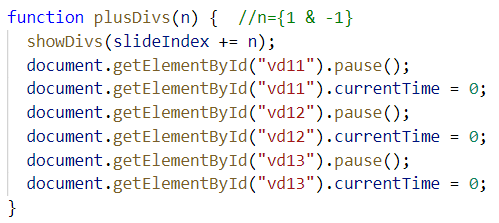 function plusDivs(n) {  //n={1 & -1}
  showDivs(slideIndex += n);
  document.getElementById("vd11").pause();
  document.getElementById("vd11").currentTime = 0;
  document.getElementById("vd12").pause();
  document.getElementById("vd12").currentTime = 0;
  document.getElementById("vd13").pause();
  document.getElementById("vd13").currentTime = 0;
}